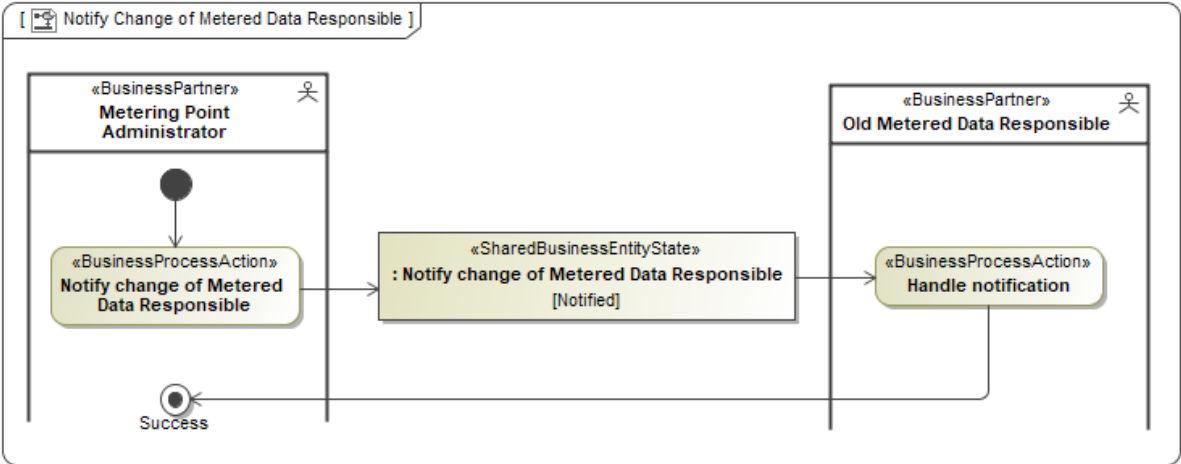 [ Notify Change of Metered Data Responsible ]
«BusinessPartner»
Metering Point
Administrator
«BusinessPartner»
Old Metered Data Responsible
«BusinessProcessAction»
Notify change of Metered
Data Responsible
«SharedBusinessEntityState»
: Notify change of Metered Data Responsible
[Notified]
«BusinessProcessAction»
Handle notification
Success